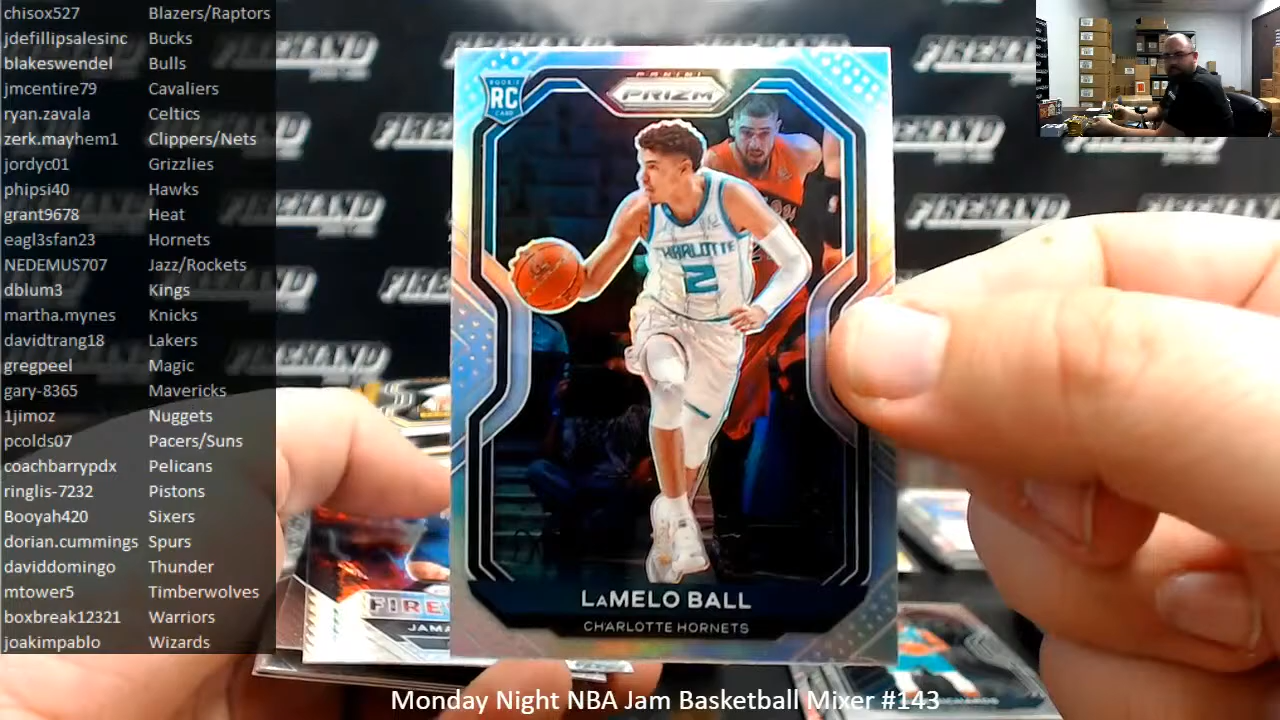 chisox527 Blazers/Raptors
jdefillipsalesinc Bucks
blakeswendel Bulls
jmcentire79 Cavaliers
ryan.zavala Celtics
zerk.mayhem1 Clippers/Nets
jordyc01 Grizzlies
phipsi40 Hawks
grant9678 Heat
eagl3sfan23 Hornets
NEDEMUS707 Jazz/Rockets
dblum3 Kings
martha.mynes Knicks
davidtrang18 Lakers
gregpeel Magic
gary-8365 Mavericks
1jimoz Nuggets
pcolds07 Pacers/Suns
coachbarrypdx Pelicans
ringlis-7232 Pistons
Booyah420 Sixers
dorian.cummings Spurs
daviddomingo Thunder
mtower5 Timberwolves
boxbreak12321 Warriors
joakimpablo Wizards
ROOKIE
RC
CARD
PANINI
PRIZM
CHARLOTTE
2
LAMELO BALL
CHARLOTTE HORNETS
FIREHAND
FIRE
JAMA
Monday Night NBA Jam Basketball Mixer #143